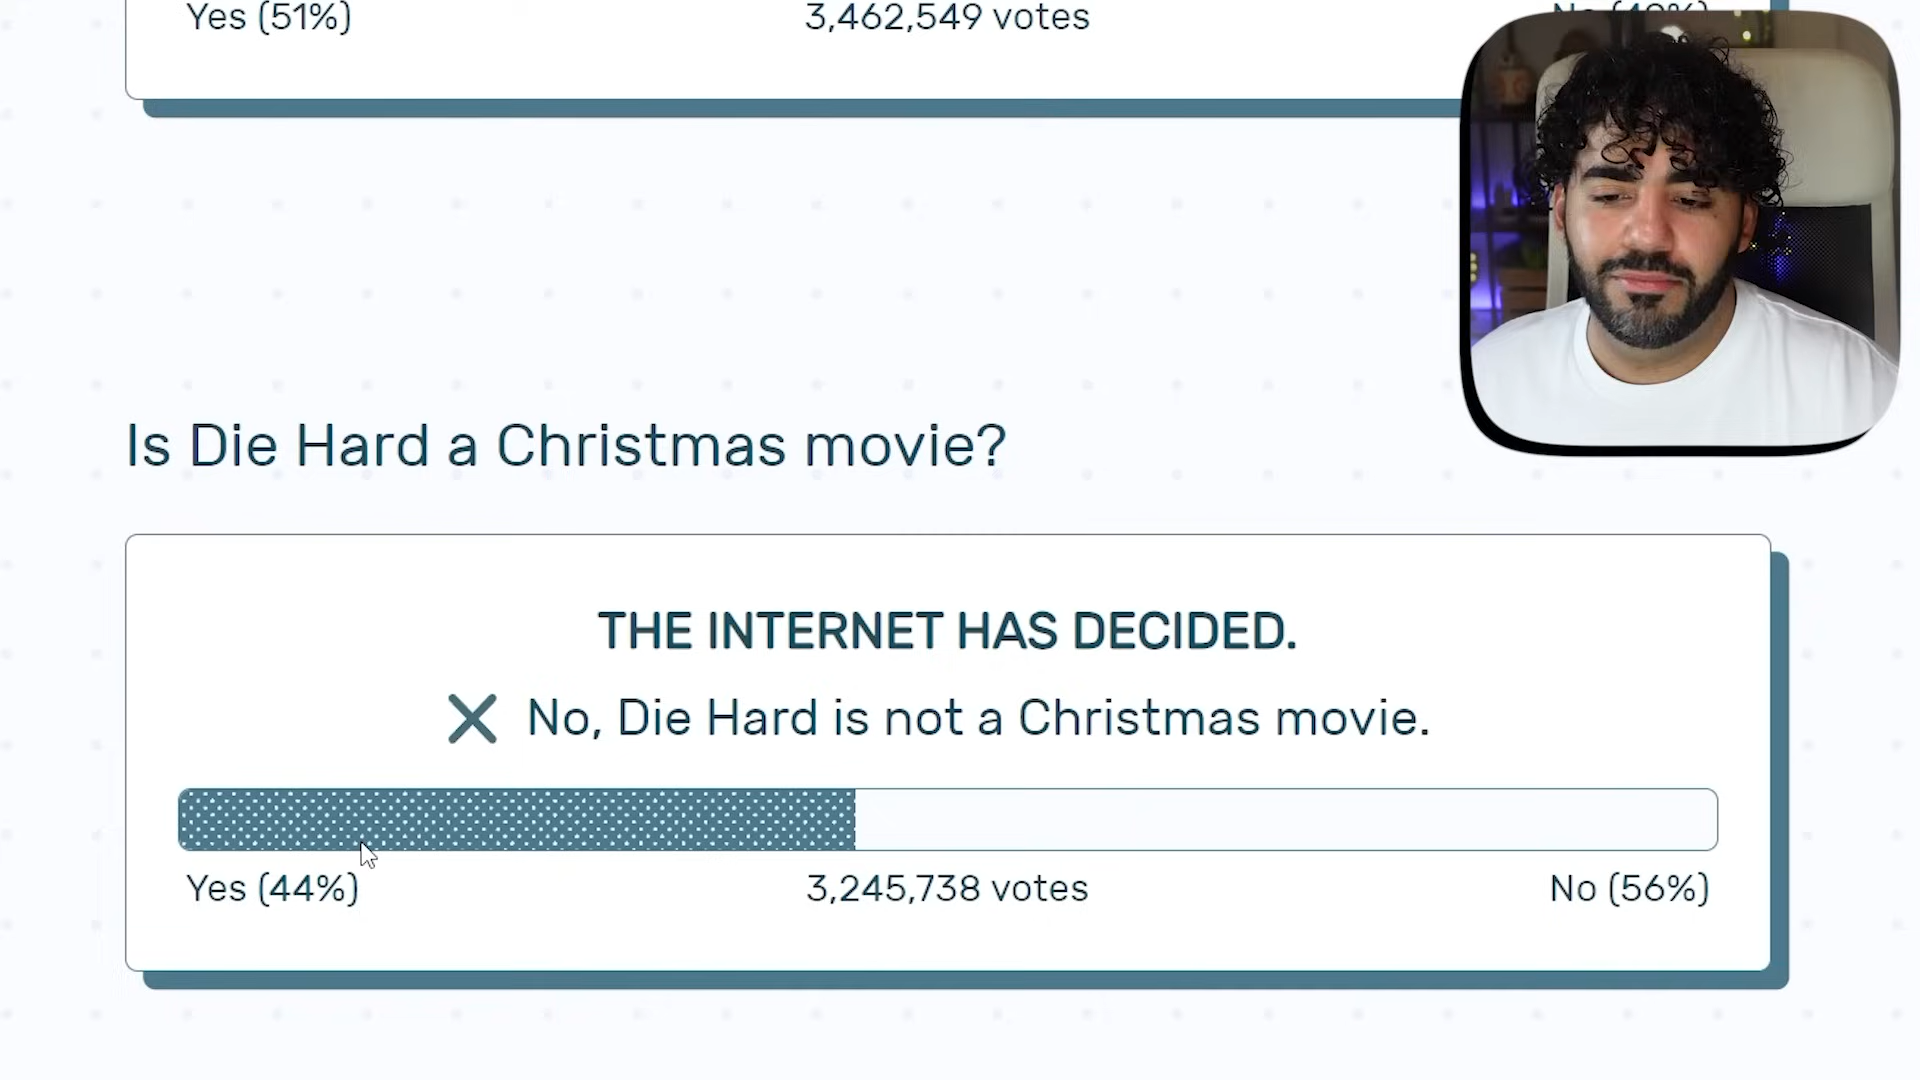 Yes (51%)
3,462,549 votes
Is Die Hard a Christmas movie?
THE INTERNET HAS DECIDED.
No, Die Hard is not a Christmas movie.
Yes (44%)
3,245,738 votes
No (56%)